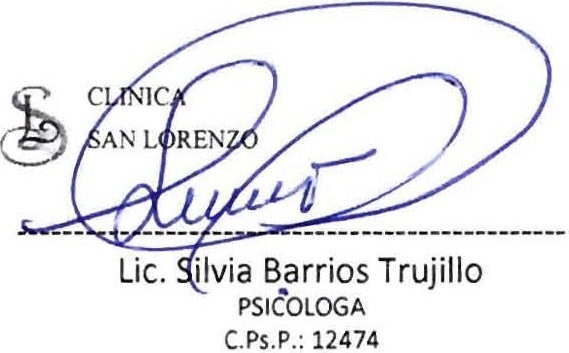 CLINICA
SAN LORENZO
Lic. Silvia Barrios Trujillo
PSICOLOGA
C.Ps.P.: 12474